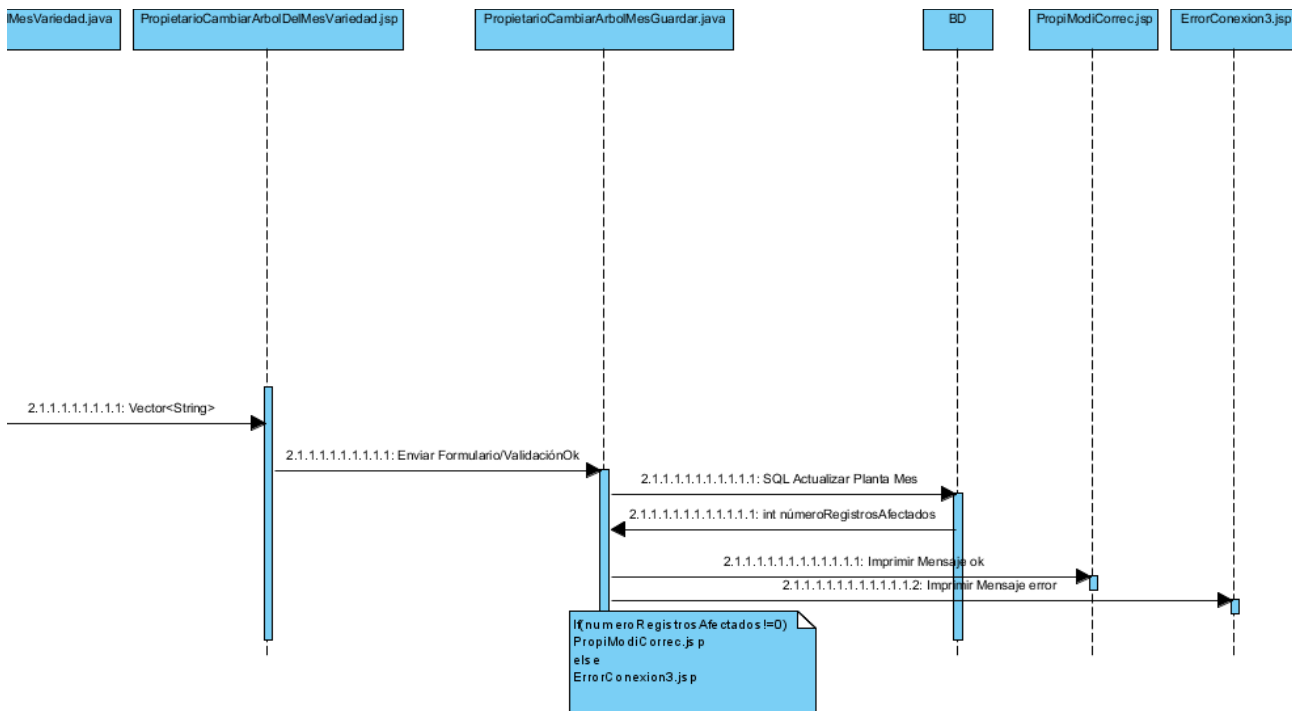 lMesVariedad.java
PropietarioCambiarArbolDelMesVariedad.jsp
PropietarioCambiarArbolMesGuardar.java
BD
PropiModiCorrec.jsp
ErrorConexion3.jsp
2.1.1.1.1.1.1.1.1: Vector<String>
2.1.1.1.1.1.1.1.1.1: Enviar Formulario/ValidaciónOk
2.1.1.1.1.1.1.1.1.1.1: SQL Actualizar Planta Mes
2.1.1.1.1.1.1.1.1.1.1.1: int númeroRegistrosAfectados
2.1.1.1.1.1.1.1.1.1.1.1.1: Imprimir Mensaje ok
2.1.1.1.1.1.1.1.1.1.1.1.2: Imprimir Mensaje error
If(numeroRegistrosAfectados!=0)
PropiModiCorrec.jsp
else
ErrorConexion3.jsp